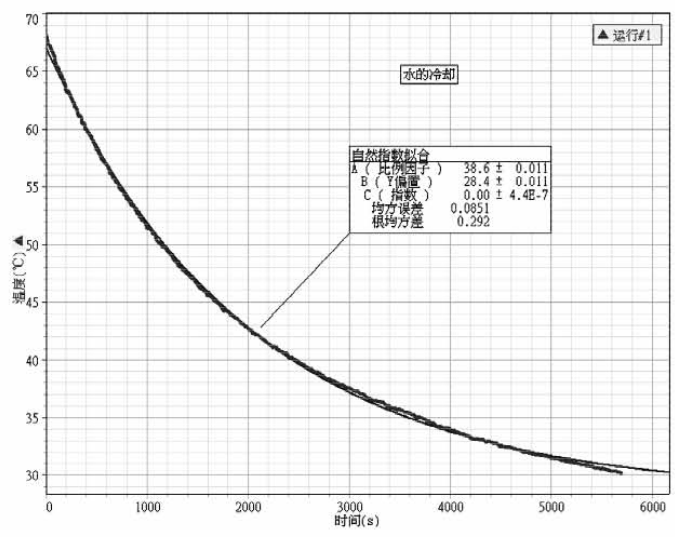 70
▲ 运行#1
水的冷却
65
60
自然指数拟合
A ( 比例因子 ) 38.6 ± 0.011
B ( Y偏置 ) 28.4 ± 0.011
C ( 指数 ) 0.00 ± 4.4E-7
均方误差 0.0851
根均方差 0.292
55
50
温度(℃) ▲
45
40
35
30
0 1000 2000 3000 4000 5000 6000
时间(s)